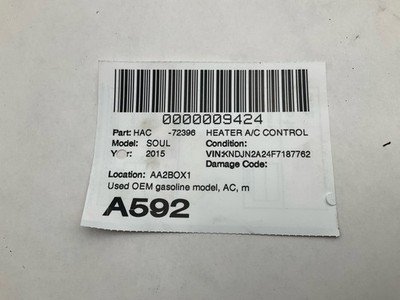 0000009424
Part: HAC -72396 HEATER A/C CONTROL
Model: SOUL Condition:
Year: 2015 VIN:KNDJN2A24F7187762
Damage Code:
Location: AA2BOX1
Used OEM gasoline model, AC, m
A592